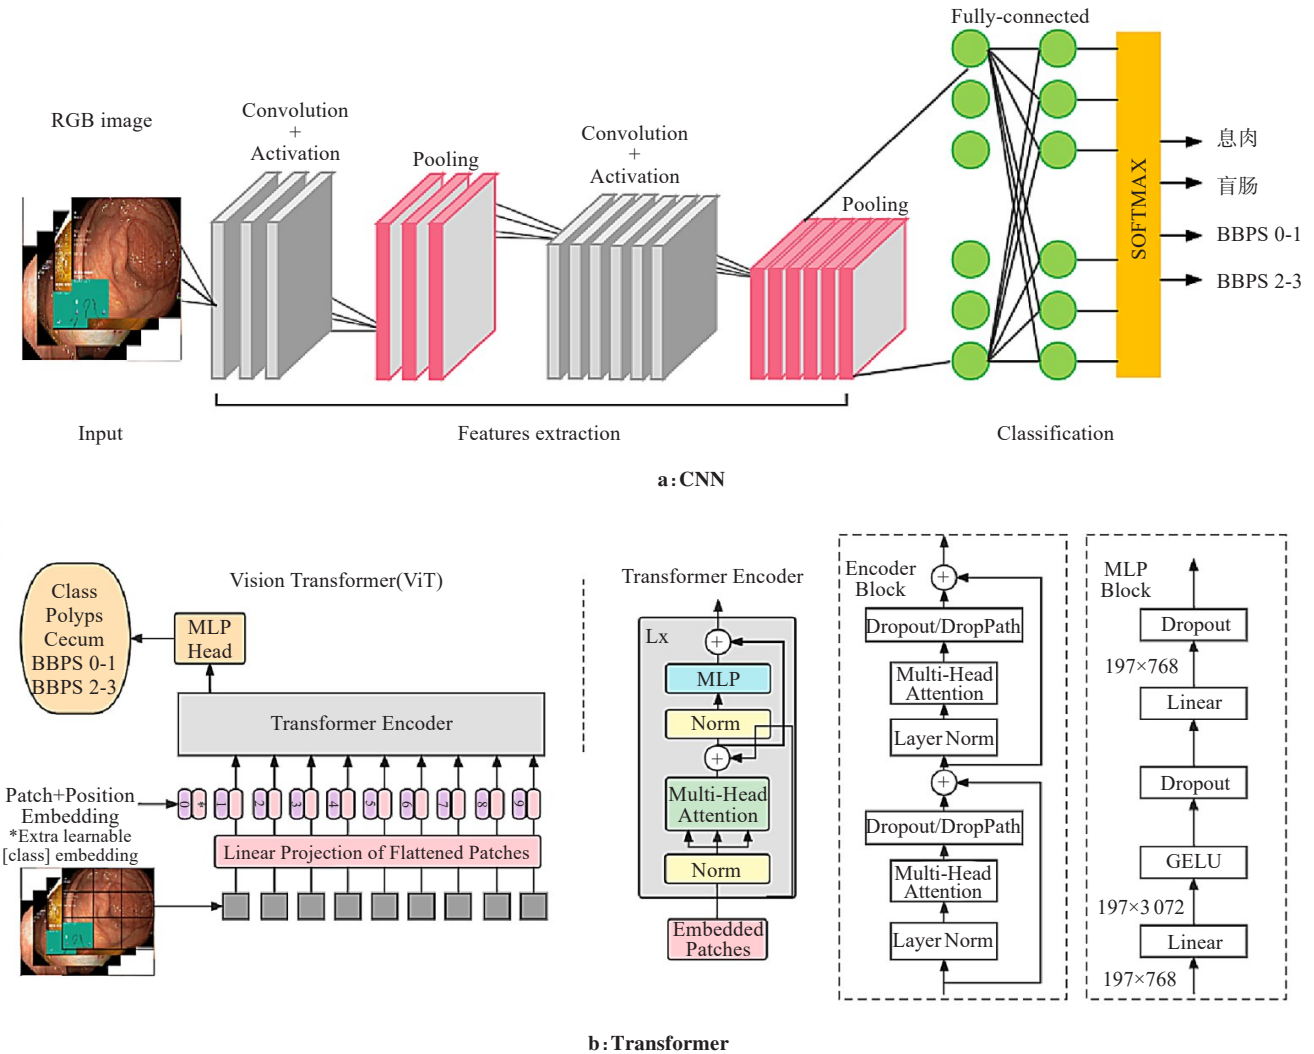 Fully-connected
RGB image
Convolution
+
Activation
Pooling
Convolution
+
Activation
Pooling
SOFTMAX
息肉
盲肠
BBPS 0-1
BBPS 2-3
Input
Features extraction
Classification
a:CNN
Vision Transformer(ViT)
Class
Polyps
Cecum
BBPS 0-1
BBPS 2-3
MLP
Head
Transformer Encoder
Patch+Position
Embedding
*Extra learnable
[class] embedding
0 * 1 2 3 4 5 6 7 8 9
Linear Projection of Flattened Patches
Transformer Encoder
Lx
+
MLP
Norm
+
Multi-Head
Attention
Norm
Embedded
Patches
Encoder
Block
+
Dropout/DropPath
Multi-Head
Attention
Layer Norm
+
Dropout/DropPath
Multi-Head
Attention
Layer Norm
MLP
Block
Dropout
197×768
Linear
Dropout
GELU
197×3 072
Linear
197×768
b:Transformer